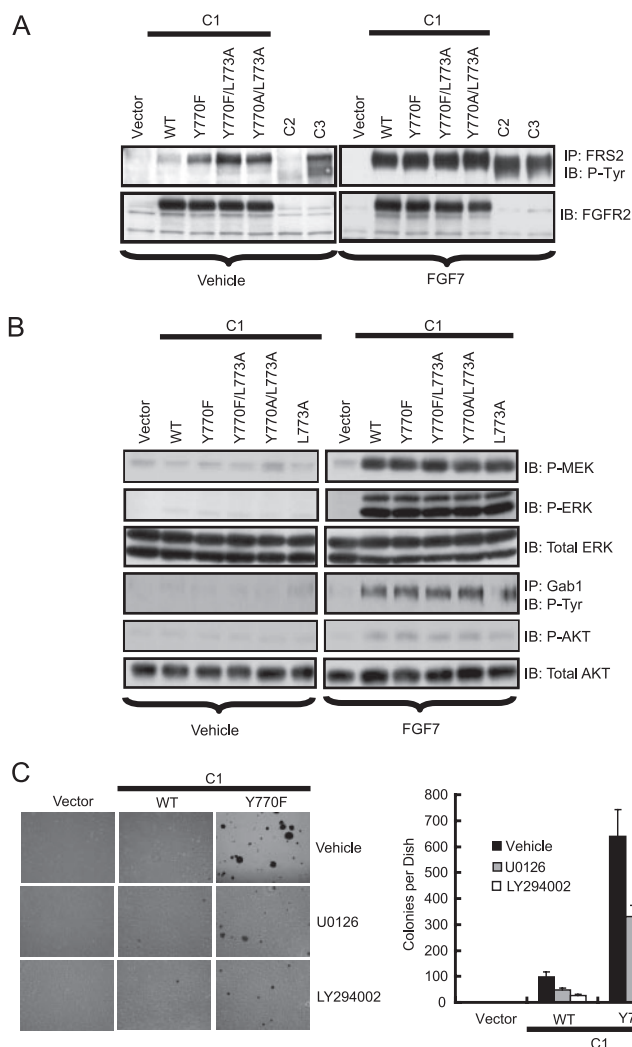 A
C1
C1
Vector
WT
Y770F
Y770F/L773A
Y770A/L773A
C2
C3
Vector
WT
Y770F
Y770F/L773A
Y770A/L773A
C2
C3
IP: FRS2
IB: P-Tyr
IB: FGFR2
Vehicle
FGF7
B
C1
C1
Vector
WT
Y770F
Y770F/L773A
Y770A/L773A
L773A
Vector
WT
Y770F
Y770F/L773A
Y770A/L773A
L773A
IB: P-MEK
IB: P-ERK
IB: Total ERK
IP: Gab1
IB: P-Tyr
IB: P-AKT
IB: Total AKT
Vehicle
FGF7
C
C1
Vector
WT
Y770F
Vehicle
U0126
LY294002
Colonies per Dish
800
700
600
500
400
300
200
100
0
Vehicle
U0126
LY294002
Vector
WT
Y7
C1